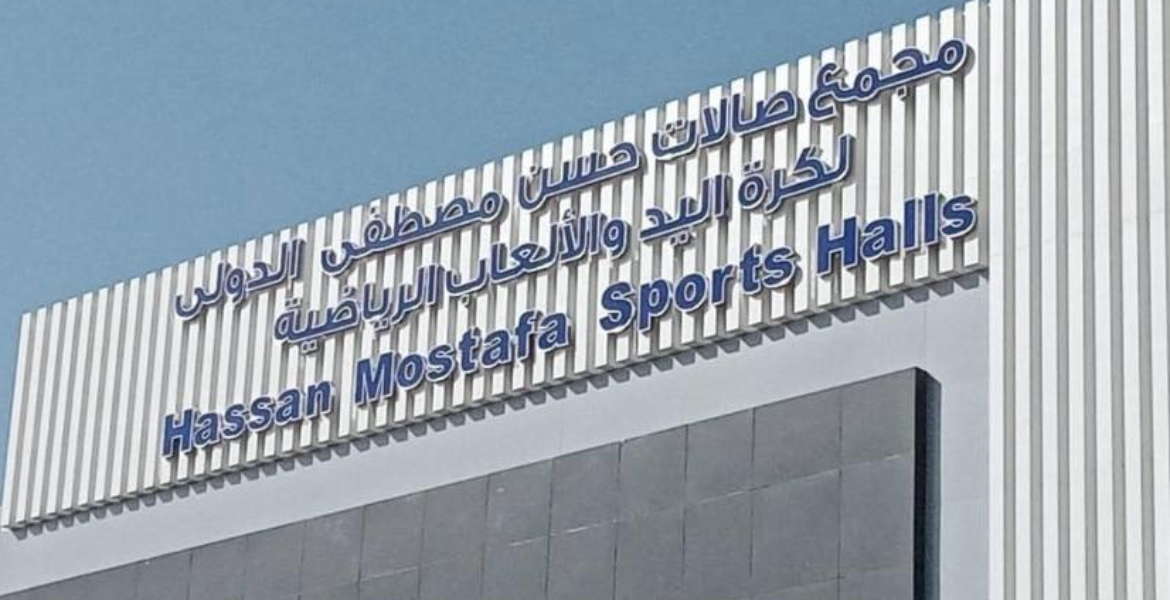 مجمع صالات حسن مصطفى الدولى
لكرة اليد والألعاب الرياضية
Hassan Mostafa Sports Halls